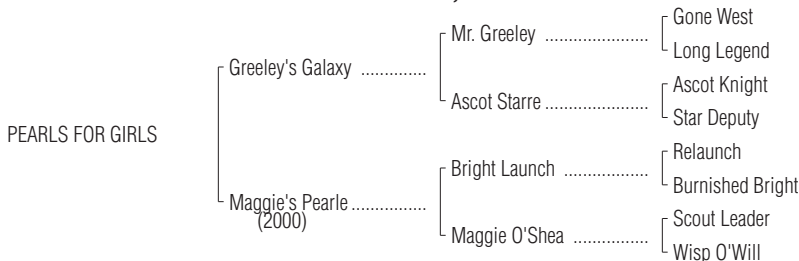 Gone West
Mr. Greeley .....................
Long Legend
Greeley's Galaxy ..............
Ascot Knight
Ascot Starre .....................
Star Deputy
PEARLS FOR GIRLS
Relaunch
Bright Launch .................
Burnished Bright
Maggie's Pearle ................
(2000)
Scout Leader
Maggie O'Shea ................
Wisp O'Will